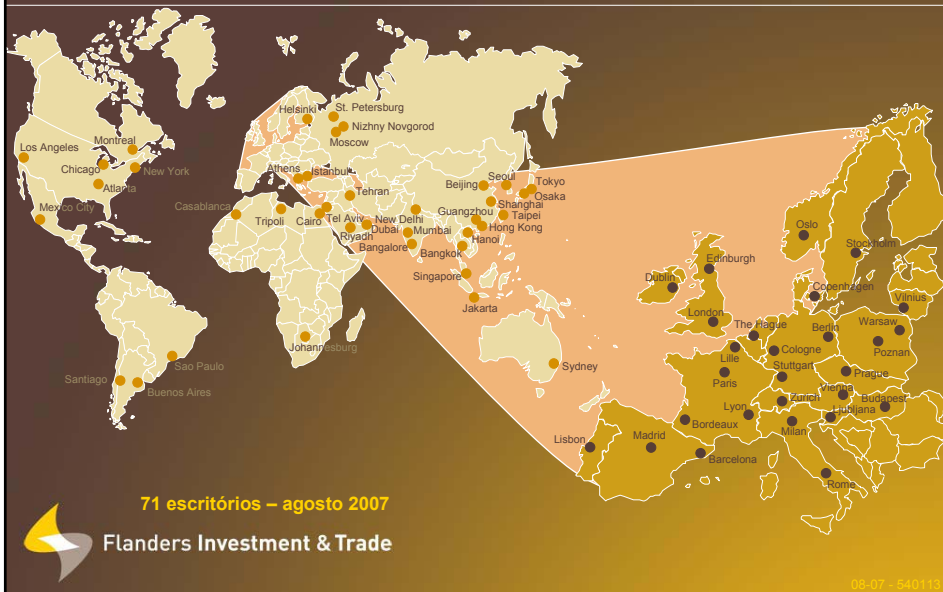 Helsinki
St. Petersburg
Nizhny Novgorod
Moscow
Los Angeles
Montreal
Chicago
New York
Atlanta
Mexico City
Athens
Istanbul
Tehran
Casablanca
Tripoli
Cairo
Tel Aviv
Riyadh
Dubai
New Delhi
Mumbai
Bangalore
Beijing
Seoul
Tokyo
Osaka
Shanghai
Guangzhou
Taipei
Hong Kong
Hanoi
Bangkok
Singapore
Jakarta
Sydney
Johannesburg
Sao Paulo
Santiago
Buenos Aires
Oslo
Stockholm
Edinburgh
Dublin
Copenhagen
Vilnius
London
The Hague
Berlin
Warsaw
Lille
Cologne
Poznan
Paris
Stuttgart
Prague
Vienna
Zurich
Budapest
Lyon
Ljubljana
Bordeaux
Milan
Lisbon
Madrid
Barcelona
Rome
71 escritórios – agosto 2007
Flanders Investment & Trade
08-07 - 540113